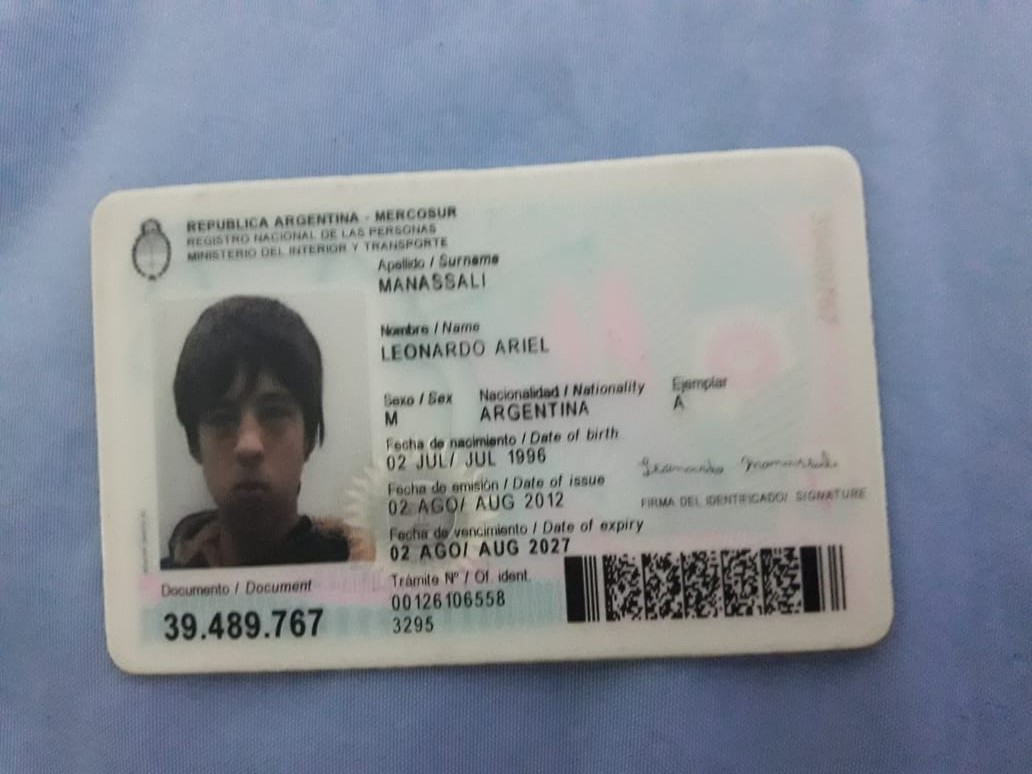 REPUBLICA ARGENTINA - MERCOSUR
REGISTRO NACIONAL DE LAS PERSONAS
MINISTERIO DEL INTERIOR Y TRANSPORTE
Apellido / Surname
MANASSALI
Nombre / Name
LEONARDO ARIEL
Sexo / Sex Nacionalidad / Nationality Ejemplar
M ARGENTINA A
Fecha de nacimiento / Date of birth
02 JUL/ JUL 1996
Fecha de emisión / Date of issue
02 AGO/ AUG 2012
FIRMA DEL IDENTIFICADO/ SIGNATURE
Fecha de vencimiento / Date of expiry
02 AGO/ AUG 2027
Documento / Document
39.489.767
Trámite Nº / Of. ident.
00126106558
3295